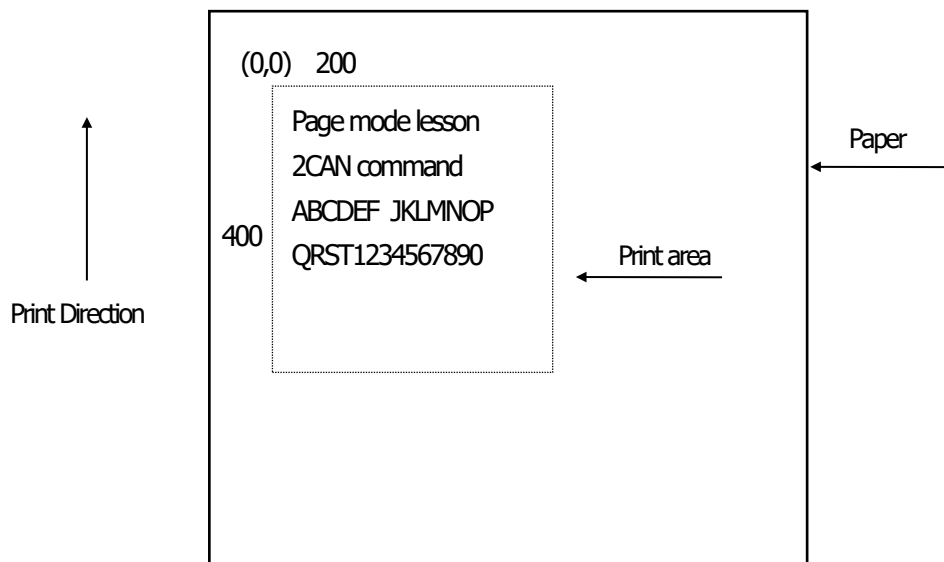 (0,0) 200
Page mode lesson
2CAN command
ABCDEF JKLMNOP
QRST1234567890
400
Paper
Print area
Print Direction